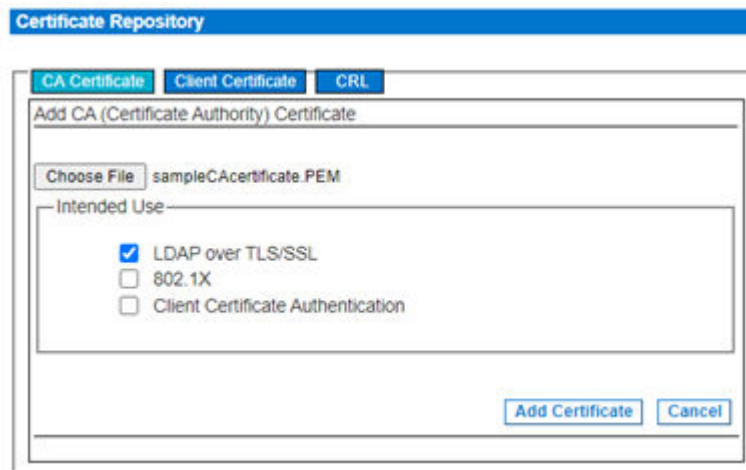 Certificate Repository
CA Certificate Client Certificate CRL
Add CA (Certificate Authority) Certificate
Choose File sampleCAcertificate.PEM
Intended Use
LDAP over TLS/SSL
802.1X
Client Certificate Authentication
Add Certificate Cancel